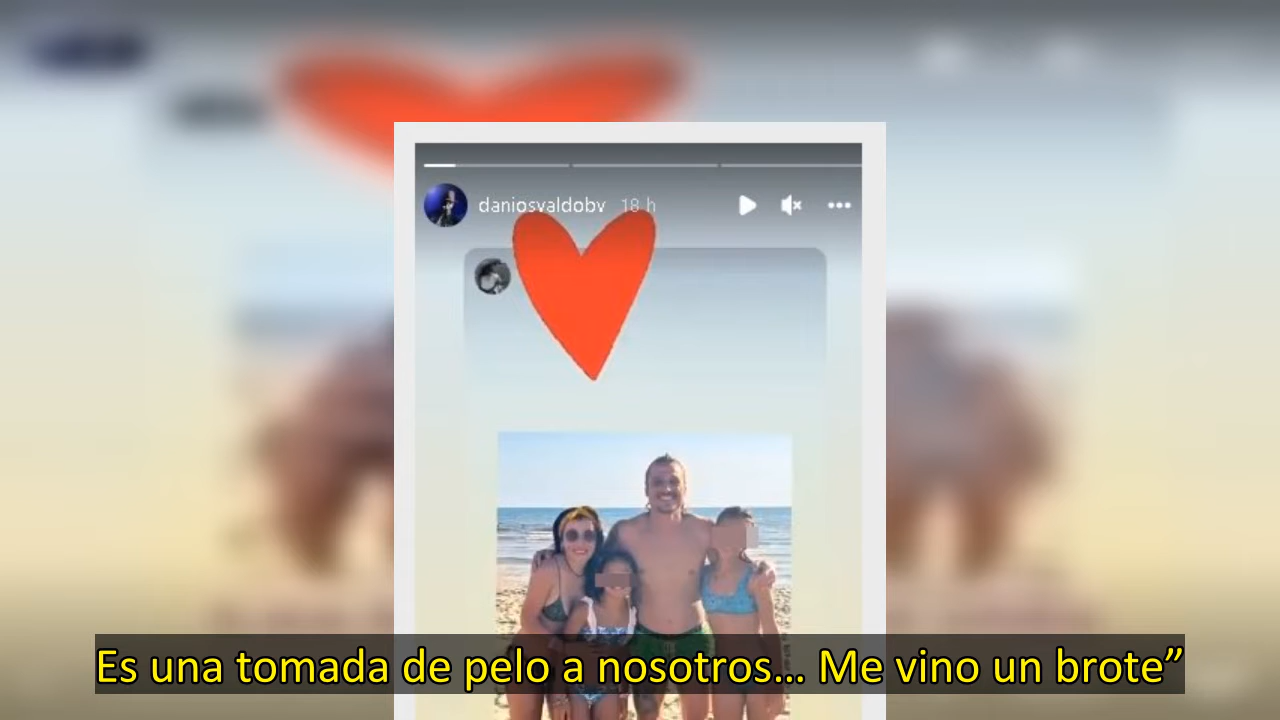 daniosvaldobv 18 h
Es una tomada de pelo a nosotros... Me vino un brote”